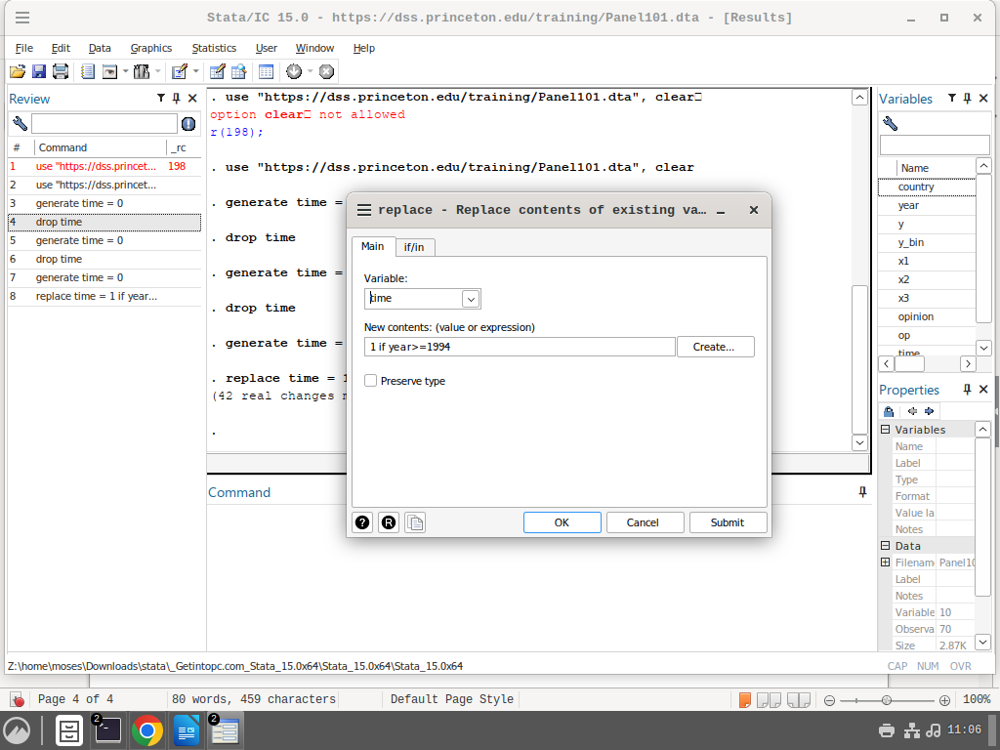 Stata/IC 15.0 - https://dss.princeton.edu/training/Panel101.dta - [Results]
File Edit Data Graphics Statistics User Window Help
Review
# Command _rc
1 use "https://dss.princet... 198
2 use "https://dss.princet...
3 generate time = 0
4 drop time
5 generate time = 0
6 drop time
7 generate time = 0
8 replace time = 1 if year...
. use "https://dss.princeton.edu/training/Panel101.dta", clear□
option clear□ not allowed
r(198);
. use "https://dss.princeton.edu/training/Panel101.dta", clear
. generate time =
. drop time
. generate time =
. drop time
. generate time =
. replace time = 1
(42 real changes
.
replace - Replace contents of existing va...
Main if/in
Variable:
time
New contents: (value or expression)
1 if year>=1994
Create...
Preserve type
? R
OK Cancel Submit
Command
Variables
Name
country
year
y
y_bin
x1
x2
x3
opinion
op
time
Properties
Variables
Name
Label
Type
Format
Value la
Notes
Data
Filenam Panel10
Label
Notes
Variable 10
Observa 70
Size 2.87K
Z:\home\moses\Downloads\stata\_Getintopc.com_Stata_15.0x64\Stata_15.0x64\Stata_15.0x64
CAP NUM OVR
Page 4 of 4 80 words, 459 characters Default Page Style 100%
2 2 11:06